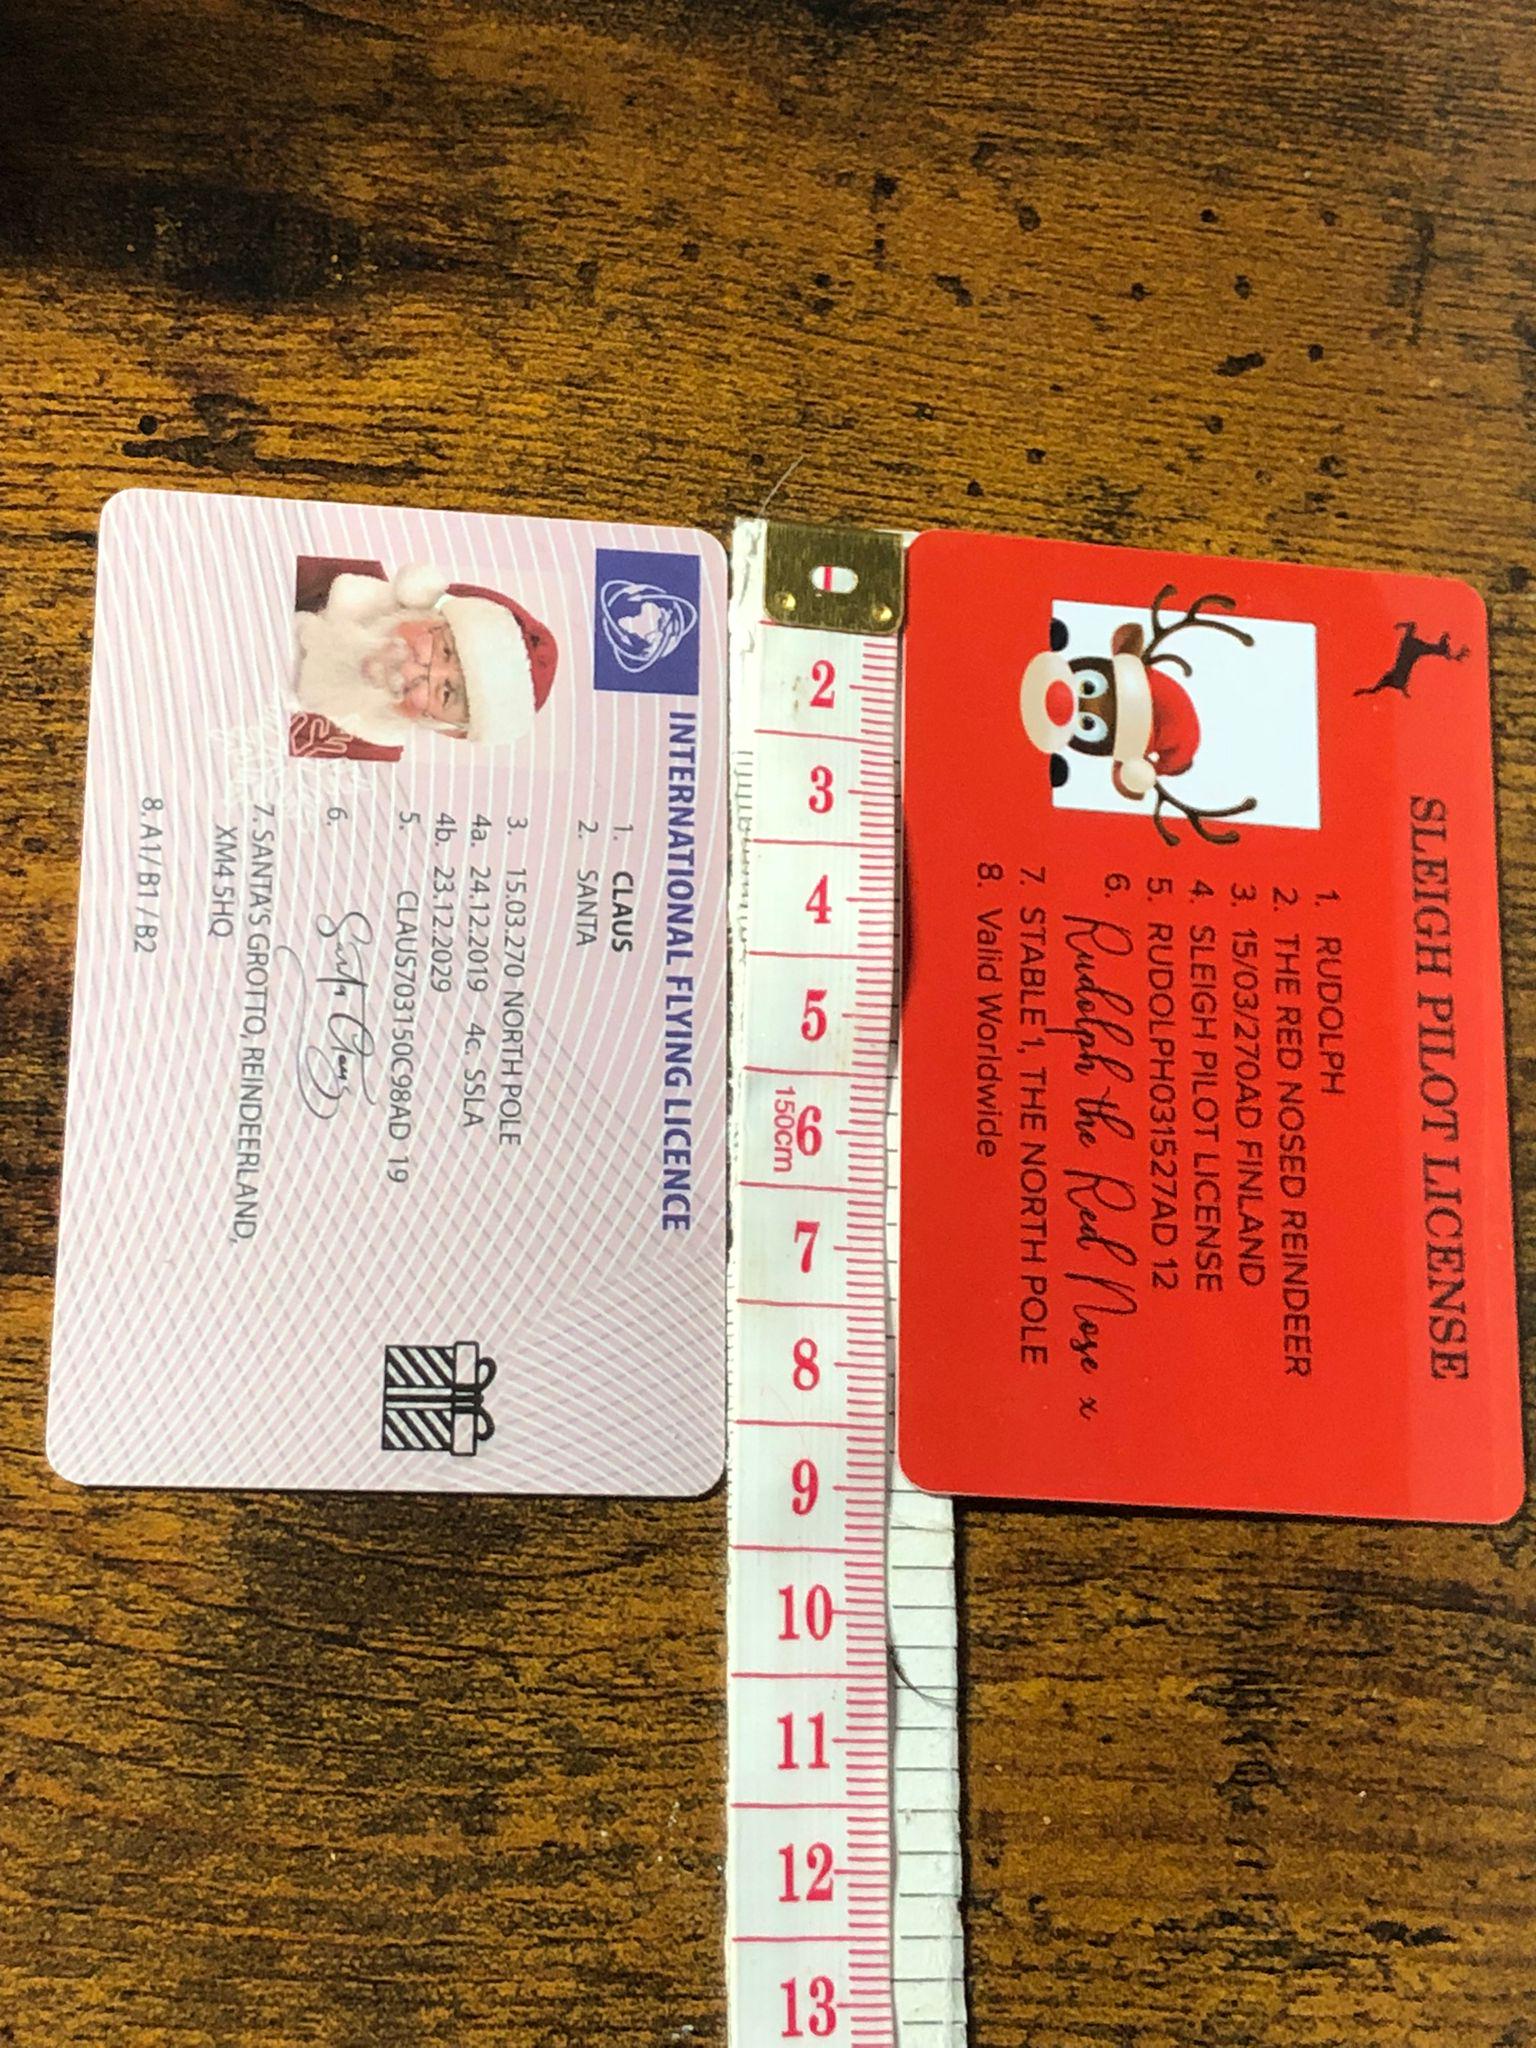 SLEIGH PILOT LICENSE
1. RUDOLPH
2. THE RED NOSED REINDEER
3. 15/03/270AD FINLAND
4. SLEIGH PILOT LICENSE
5. RUDOLPH031527AD 12
6. Rudolph the Red Nose x
7. STABLE 1, THE NORTH POLE
8. Valid Worldwide
1
2
3
4
5
6
150cm
7
8
9
10
11
12
13
INTERNATIONAL FLYING LICENCE
1. CLAUS
2. SANTA
3. 15.03.270 NORTH POLE
4a. 24.12.2019 4c. SSLA
4b. 23.12.2029
5. CLAUS703150C98AD 19
6. Santa Claus
7. SANTA'S GROTTO, REINDEERLAND,
XM4 5HQ
8. A1/B1/B2